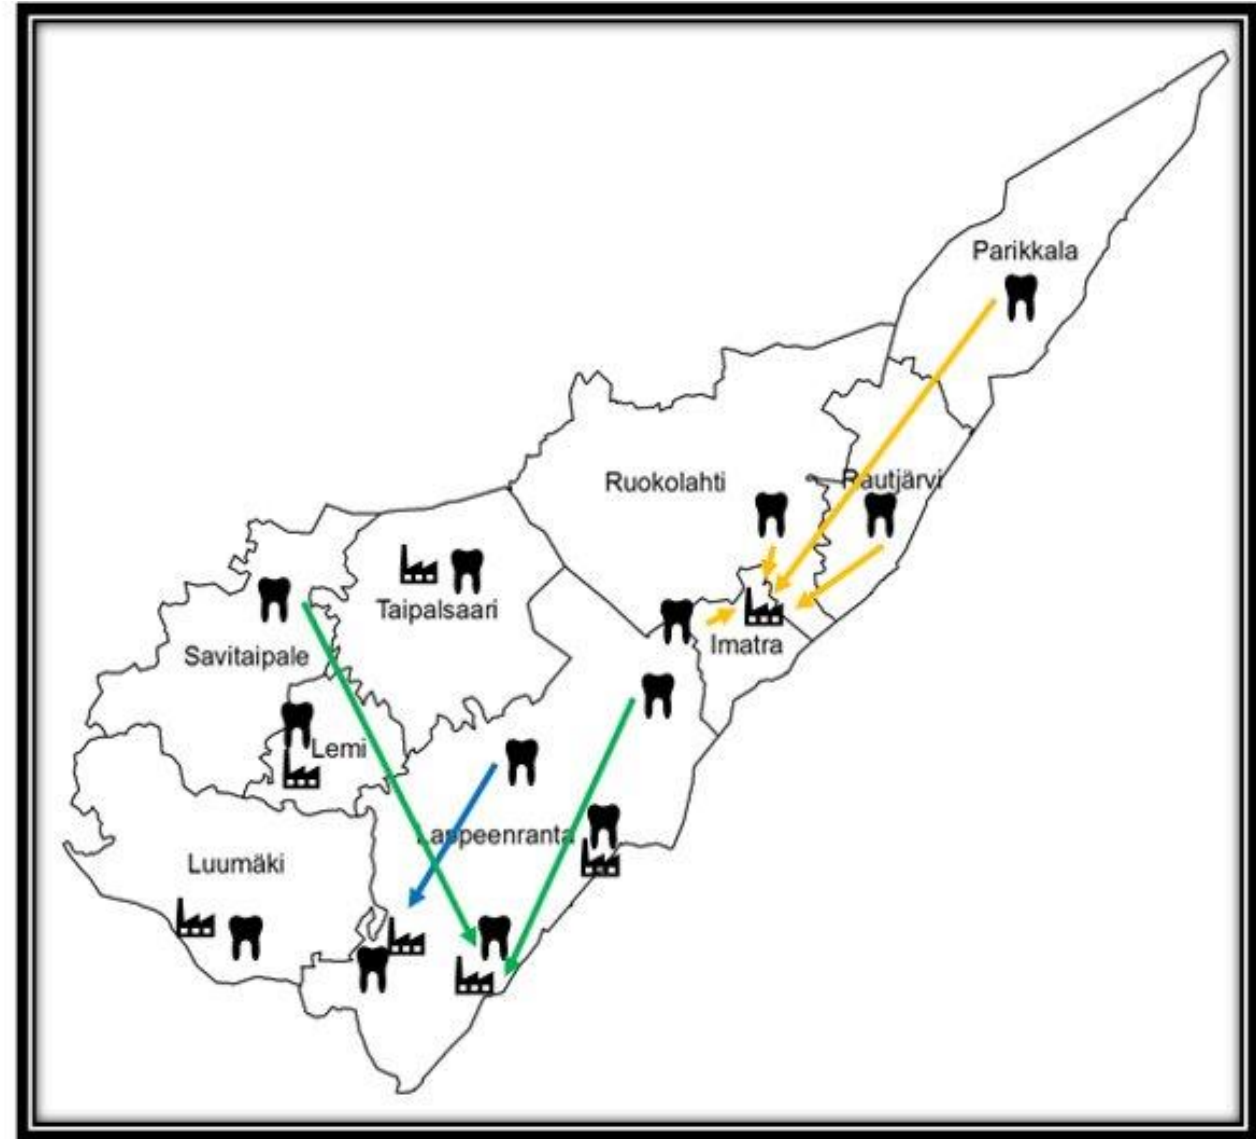 Parikkala
Ruokolahti
Rautjärvi
Taipalsaari
Imatra
Savitaipale
Lemi
Lappeenranta
Luumäki